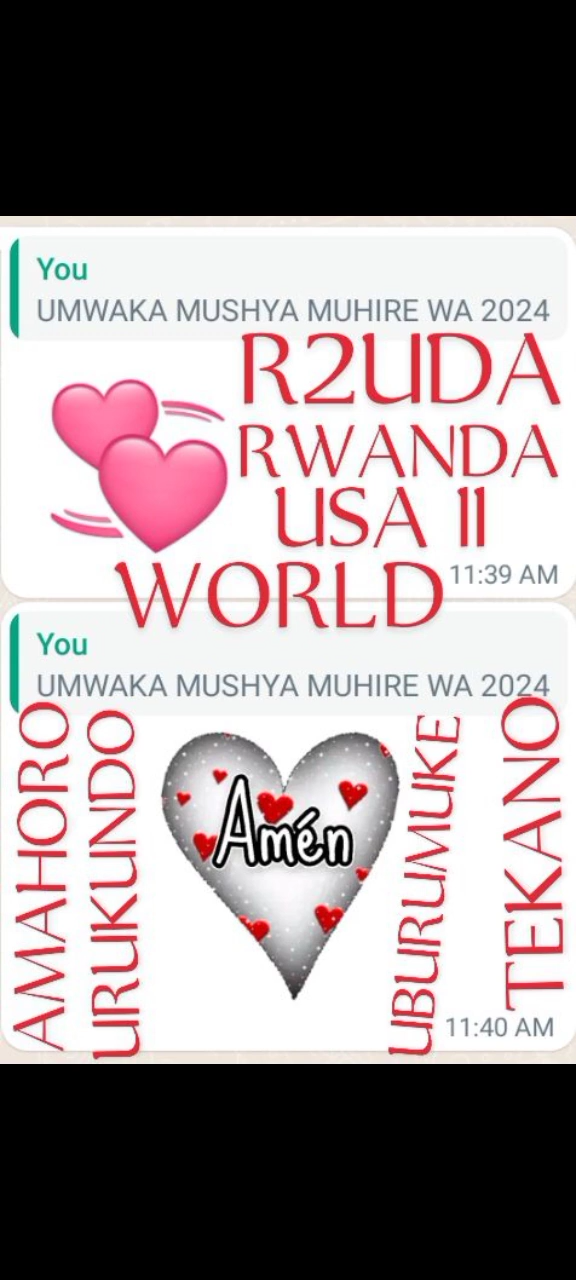 You
UMWAKA MUSHYA MUHIRE WA 2024
R2UDA
RWANDA
USA II
WORLD
11:39 AM
You
UMWAKA MUSHYA MUHIRE WA 2024
AMAHORO
URUKUNDO
Amén
UBURUMUKE
TEKANO
11:40 AM